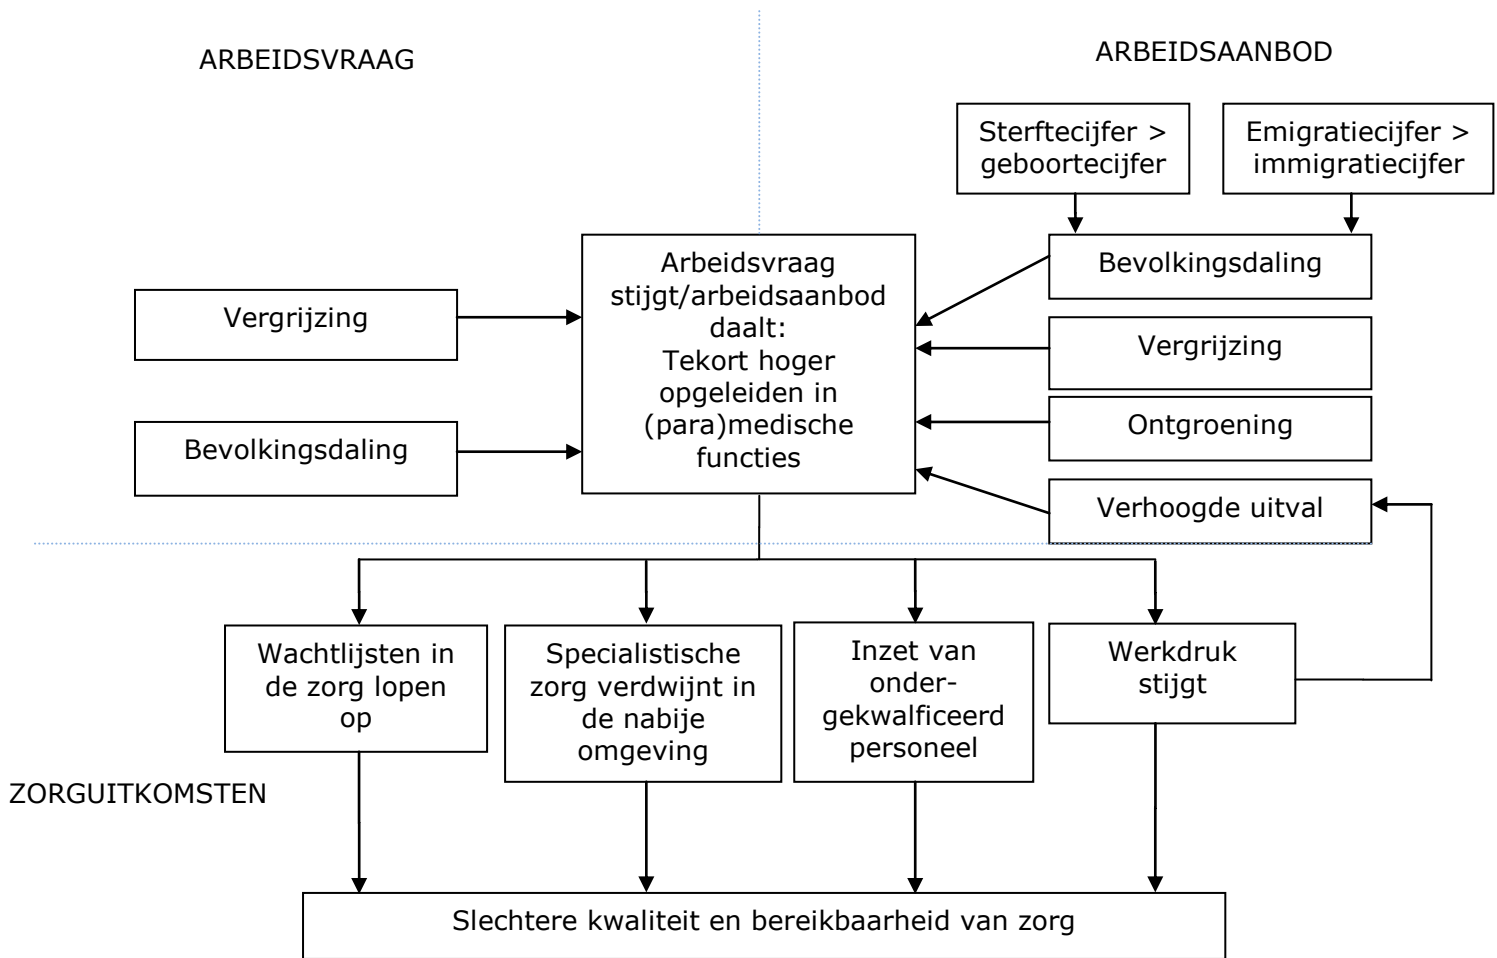 ARBEIDSVRAAG
ARBEIDSAANBOD
Sterftecijfer >
geboortecijfer
Emigratiecijfer >
immigratiecijfer
Arbeidsvraag
stijgt/arbeidsaanbod
daalt:
Tekort hoger
opgeleiden in
(para)medische
functies
Bevolkingsdaling
Vergrijzing
Ontgroening
Verhoogde uitval
Vergrijzing
Bevolkingsdaling
Wachtlijsten in
de zorg lopen
op
Specialistische
zorg verdwijnt in
de nabije
omgeving
Inzet van
onder-
gekwalficeerd
personeel
Werkdruk
stijgt
ZORGUITKOMSTEN
Slechtere kwaliteit en bereikbaarheid van zorg